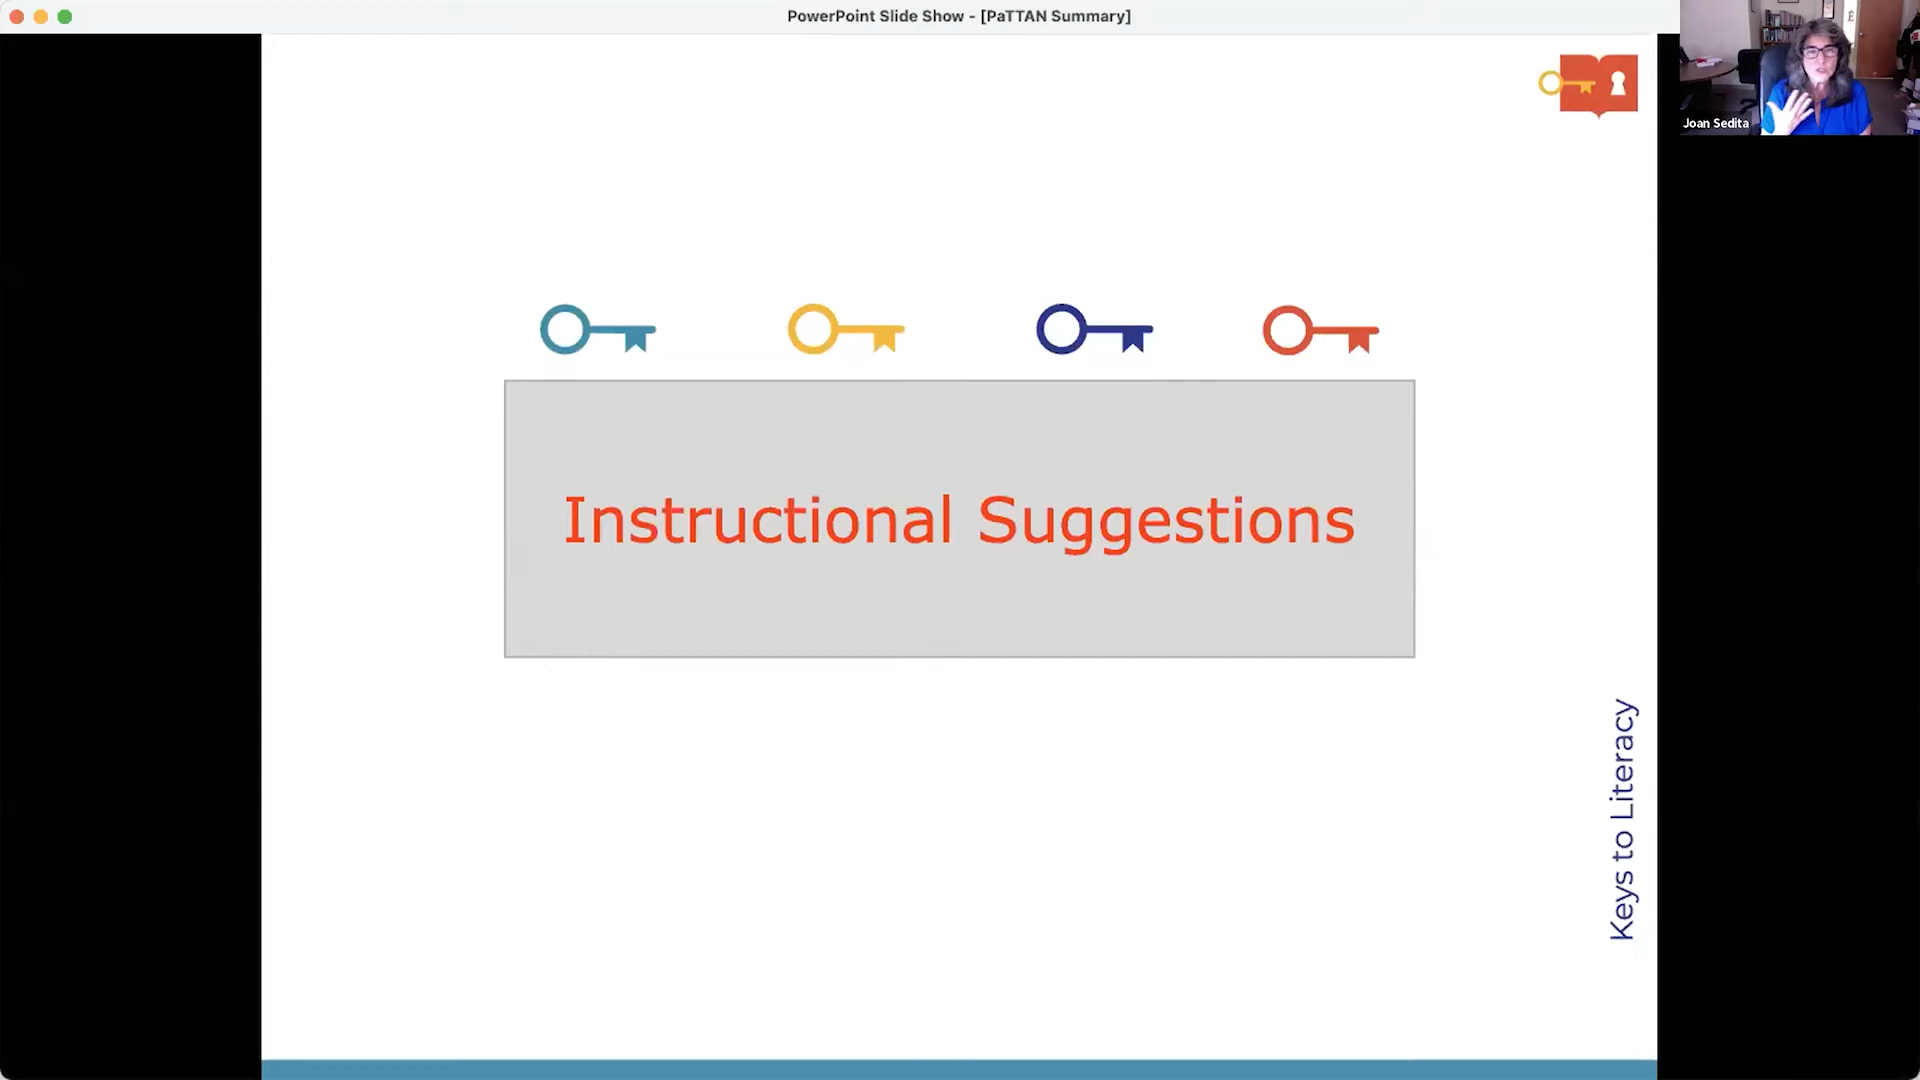 PowerPoint Slide Show - [PaTTAN Summary]
Joan Sedita
Instructional Suggestions
Keys to Literacy